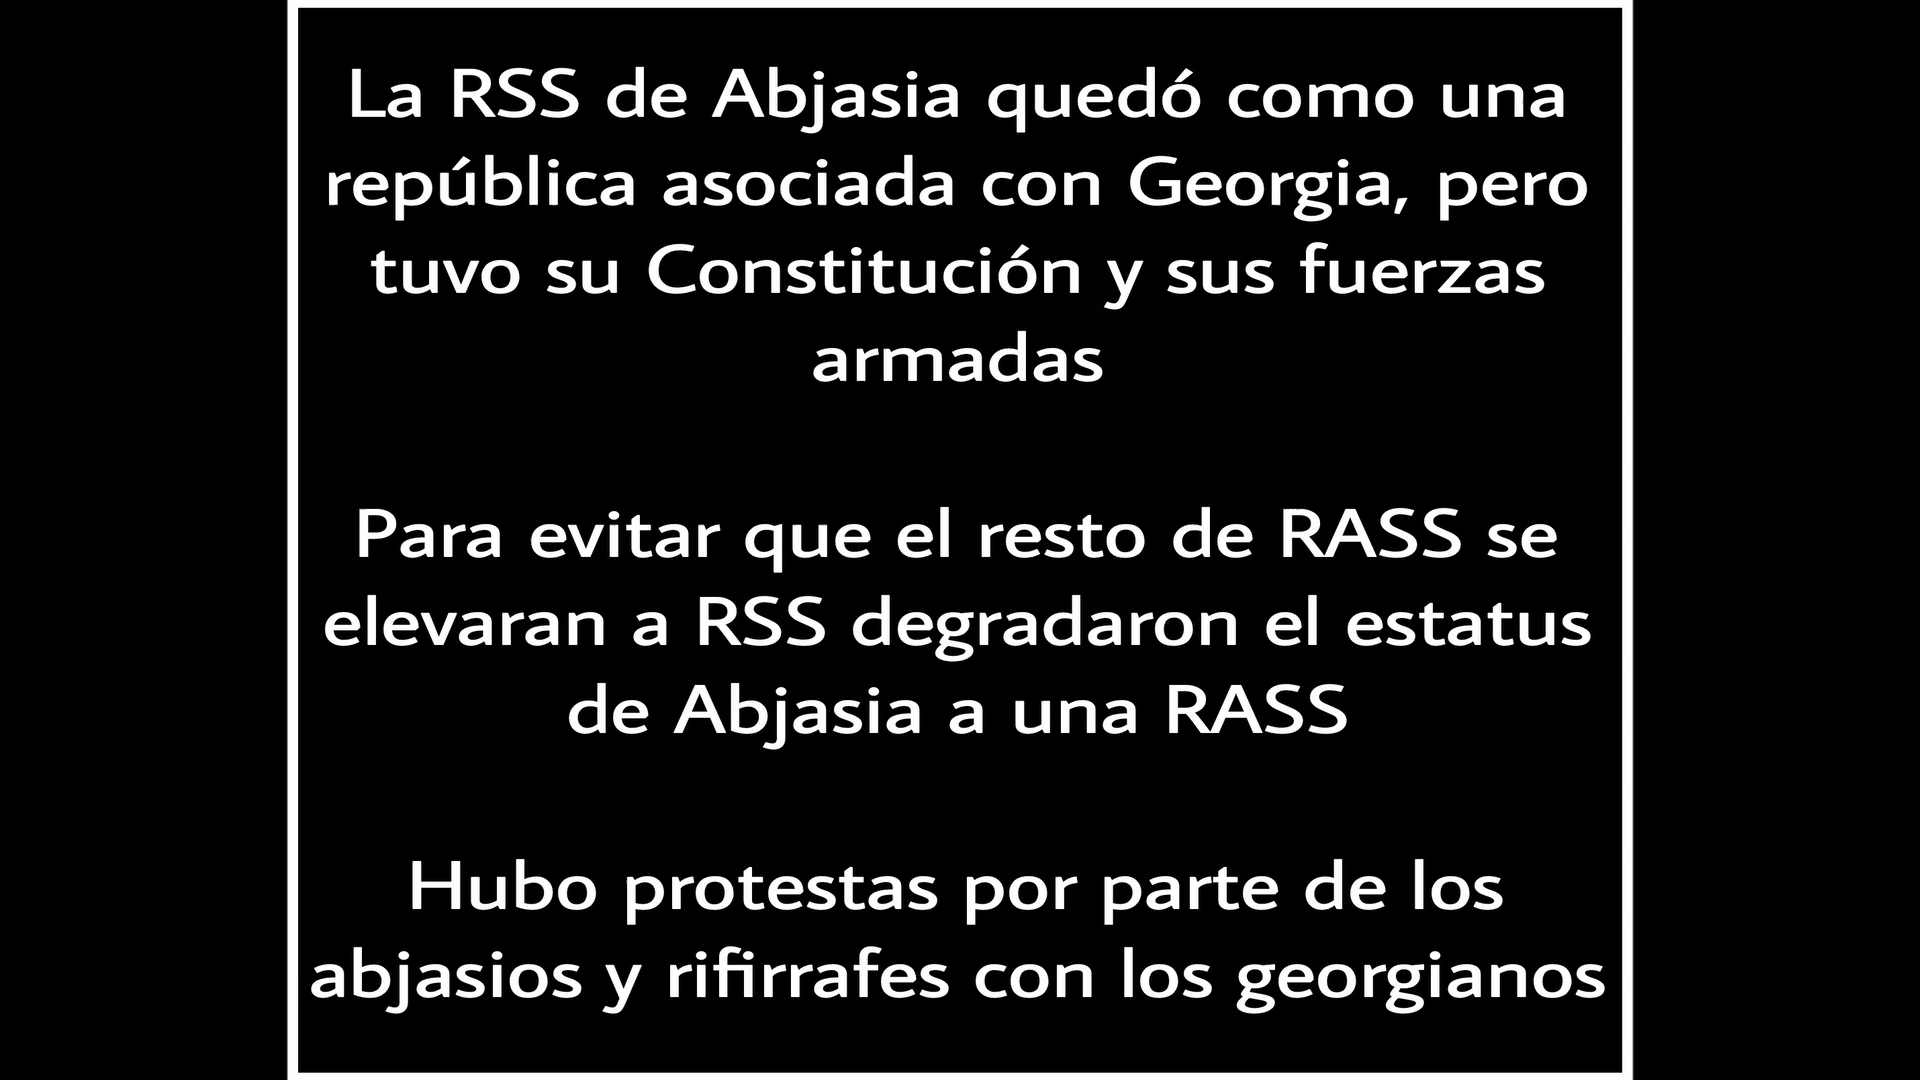 La RSS de Abjasia quedó como una
república asociada con Georgia, pero
tuvo su Constitución y sus fuerzas
armadas
Para evitar que el resto de RASS se
elevaran a RSS degradaron el estatus
de Abjasia a una RASS
Hubo protestas por parte de los
abjasios y rifirrafes con los georgianos